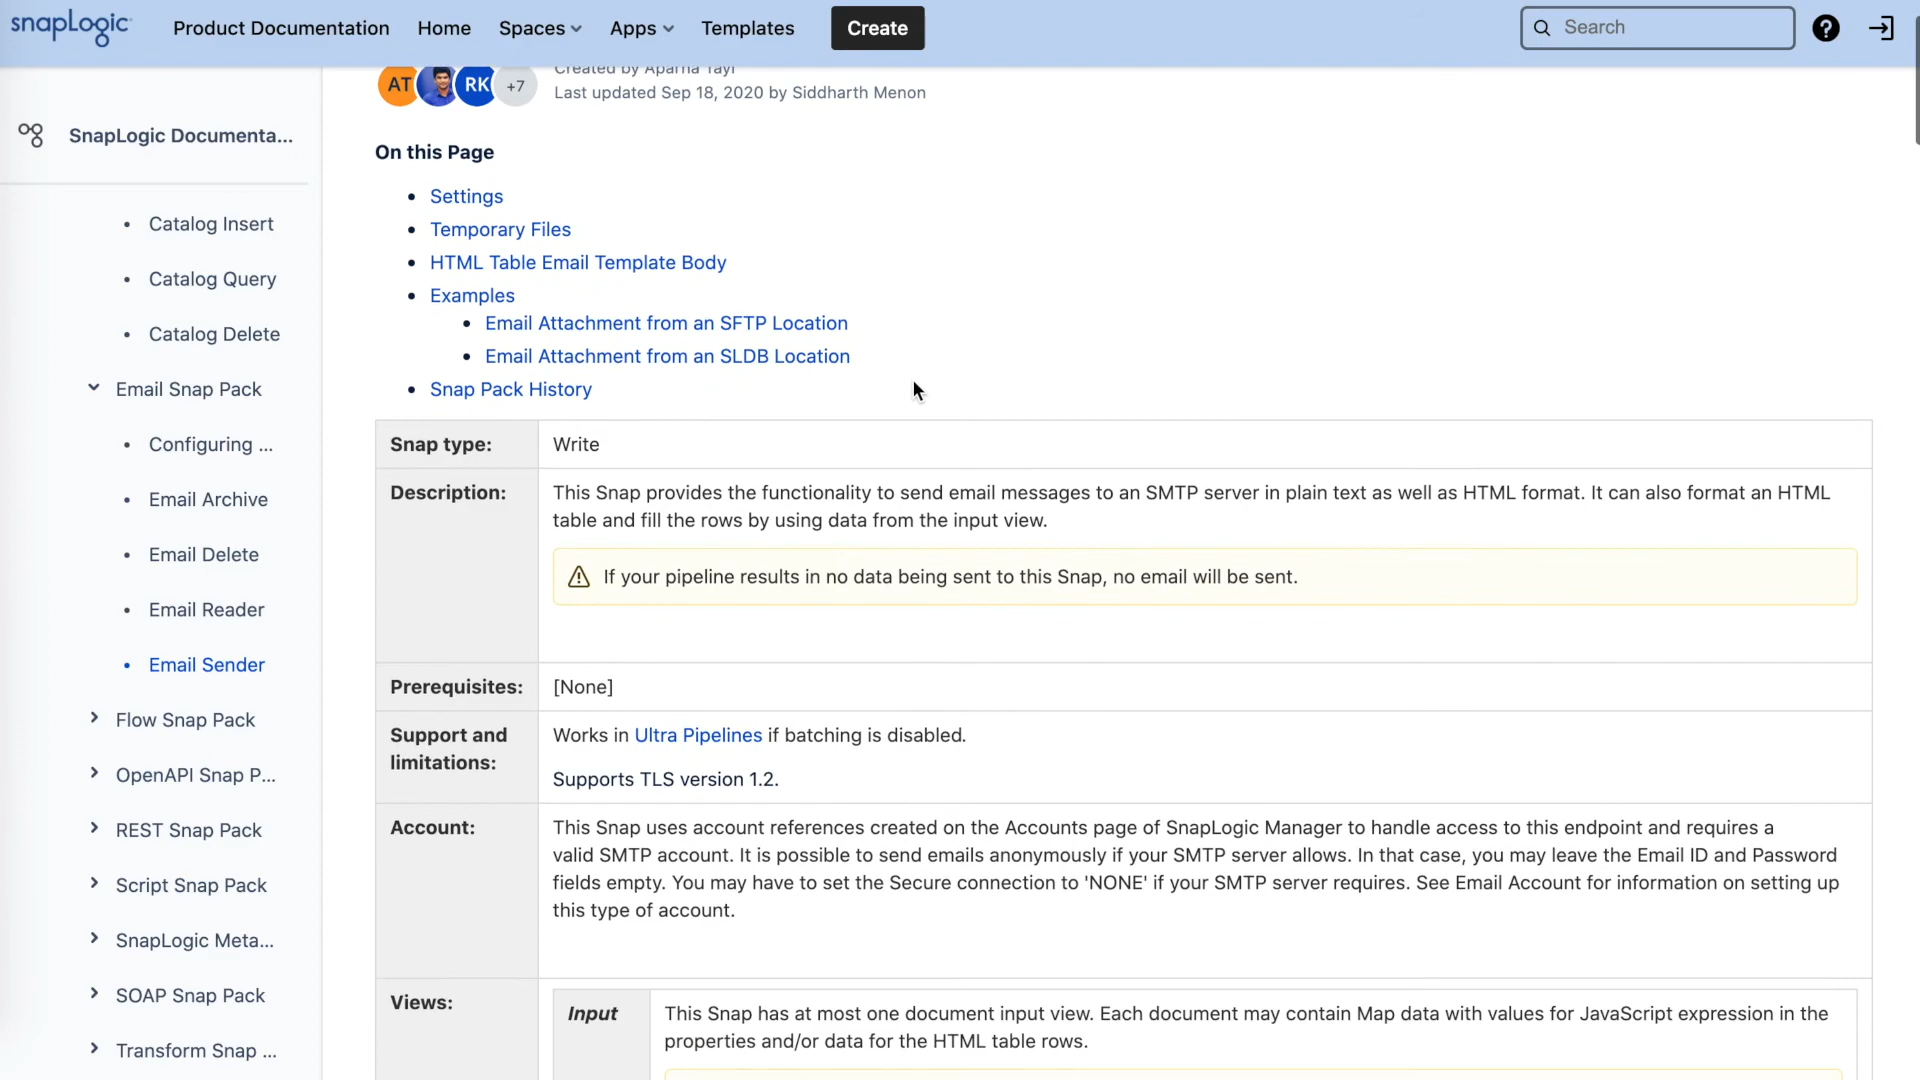 snapLogic
Product Documentation
Home
Spaces
Apps
Templates
Create
Search
SnapLogic Documenta...
Catalog Insert
Catalog Query
Catalog Delete
Email Snap Pack
Configuring ...
Email Archive
Email Delete
Email Reader
Email Sender
Flow Snap Pack
OpenAPI Snap P...
REST Snap Pack
Script Snap Pack
SnapLogic Meta...
SOAP Snap Pack
Transform Snap ...
AT
RK
+7
Created by Aparna Tayi
Last updated Sep 18, 2020 by Siddharth Menon
On this Page
Settings
Temporary Files
HTML Table Email Template Body
Examples
Email Attachment from an SFTP Location
Email Attachment from an SLDB Location
Snap Pack History
Snap type:
Write
Description:
This Snap provides the functionality to send email messages to an SMTP server in plain text as well as HTML format. It can also format an HTML
table and fill the rows by using data from the input view.
If your pipeline results in no data being sent to this Snap, no email will be sent.
Prerequisites:
[None]
Support and
limitations:
Works in Ultra Pipelines if batching is disabled.
Supports TLS version 1.2.
Account:
This Snap uses account references created on the Accounts page of SnapLogic Manager to handle access to this endpoint and requires a
valid SMTP account. It is possible to send emails anonymously if your SMTP server allows. In that case, you may leave the Email ID and Password
fields empty. You may have to set the Secure connection to 'NONE' if your SMTP server requires. See Email Account for information on setting up
this type of account.
Views:
Input
This Snap has at most one document input view. Each document may contain Map data with values for JavaScript expression in the
properties and/or data for the HTML table rows.